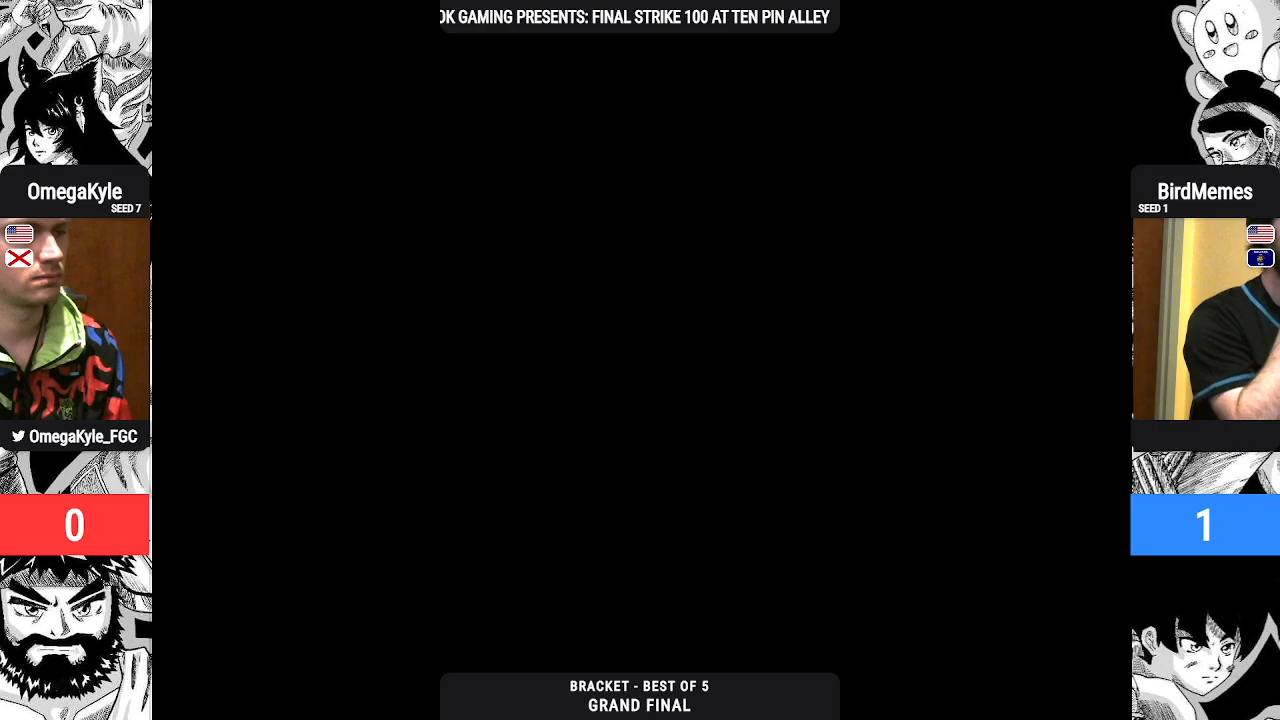 OK GAMING PRESENTS: FINAL STRIKE 100 AT TEN PIN ALLEY
OmegaKyle
SEED 7
BirdMemes
SEED 1
OmegaKyle_FGC
0
1
BRACKET - BEST OF 5
GRAND FINAL